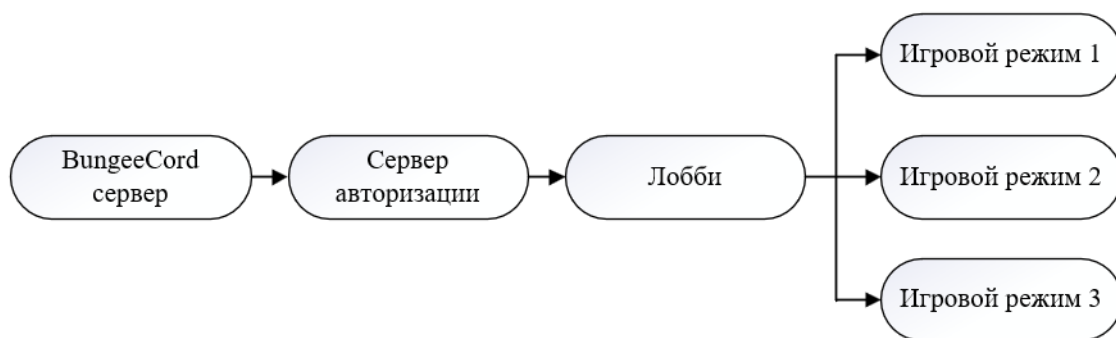 BungeeCord
сервер
Сервер
авторизации
Лобби
Игровой режим 1
Игровой режим 2
Игровой режим 3